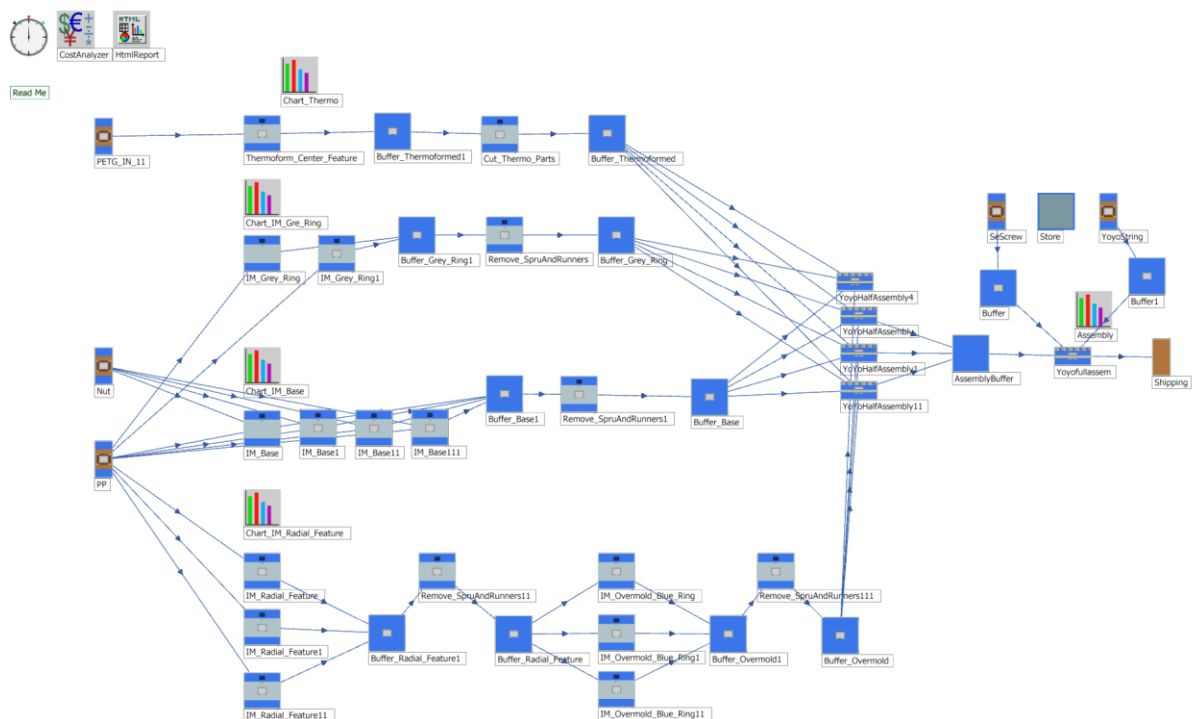 CostAnalyzer
HtmlReport
Read Me
Chart_Thermo
PETG_IN_11
Thermoform_Center_Feature
Buffer_Thermoformed1
Cut_Thermo_Parts
Buffer_Thermoformed
Chart_IM_Gre_Ring
SeScrew
Store
YoyoString
IM_Grey_Ring
IM_Grey_Ring1
Buffer_Grey_Ring1
Remove_SpruAndRunners
Buffer_Grey_Ring
YoyoHalfAssembly4
Buffer
Buffer1
YoYoHalfAssembly
Assembly
Nut
Chart_IM_Base
YoYoHalfAssembly1
AssemblyBuffer
Yoyofullassem
Shipping
YoYoHalfAssembly11
Buffer_Base1
Remove_SpruAndRunners1
Buffer_Base
IM_Base
IM_Base1
IM_Base11
IM_Base111
PP
Chart_IM_Radial_Feature
IM_Radial_Feature
Remove_SpruAndRunners11
IM_Overmold_Blue_Ring
Remove_SpruAndRunners111
IM_Radial_Feature1
Buffer_Radial_Feature1
Buffer_Radial_Feature
IM_Overmold_Blue_Ring1
Buffer_Overmold1
Buffer_Overmold
IM_Radial_Feature11
IM_Overmold_Blue_Ring11